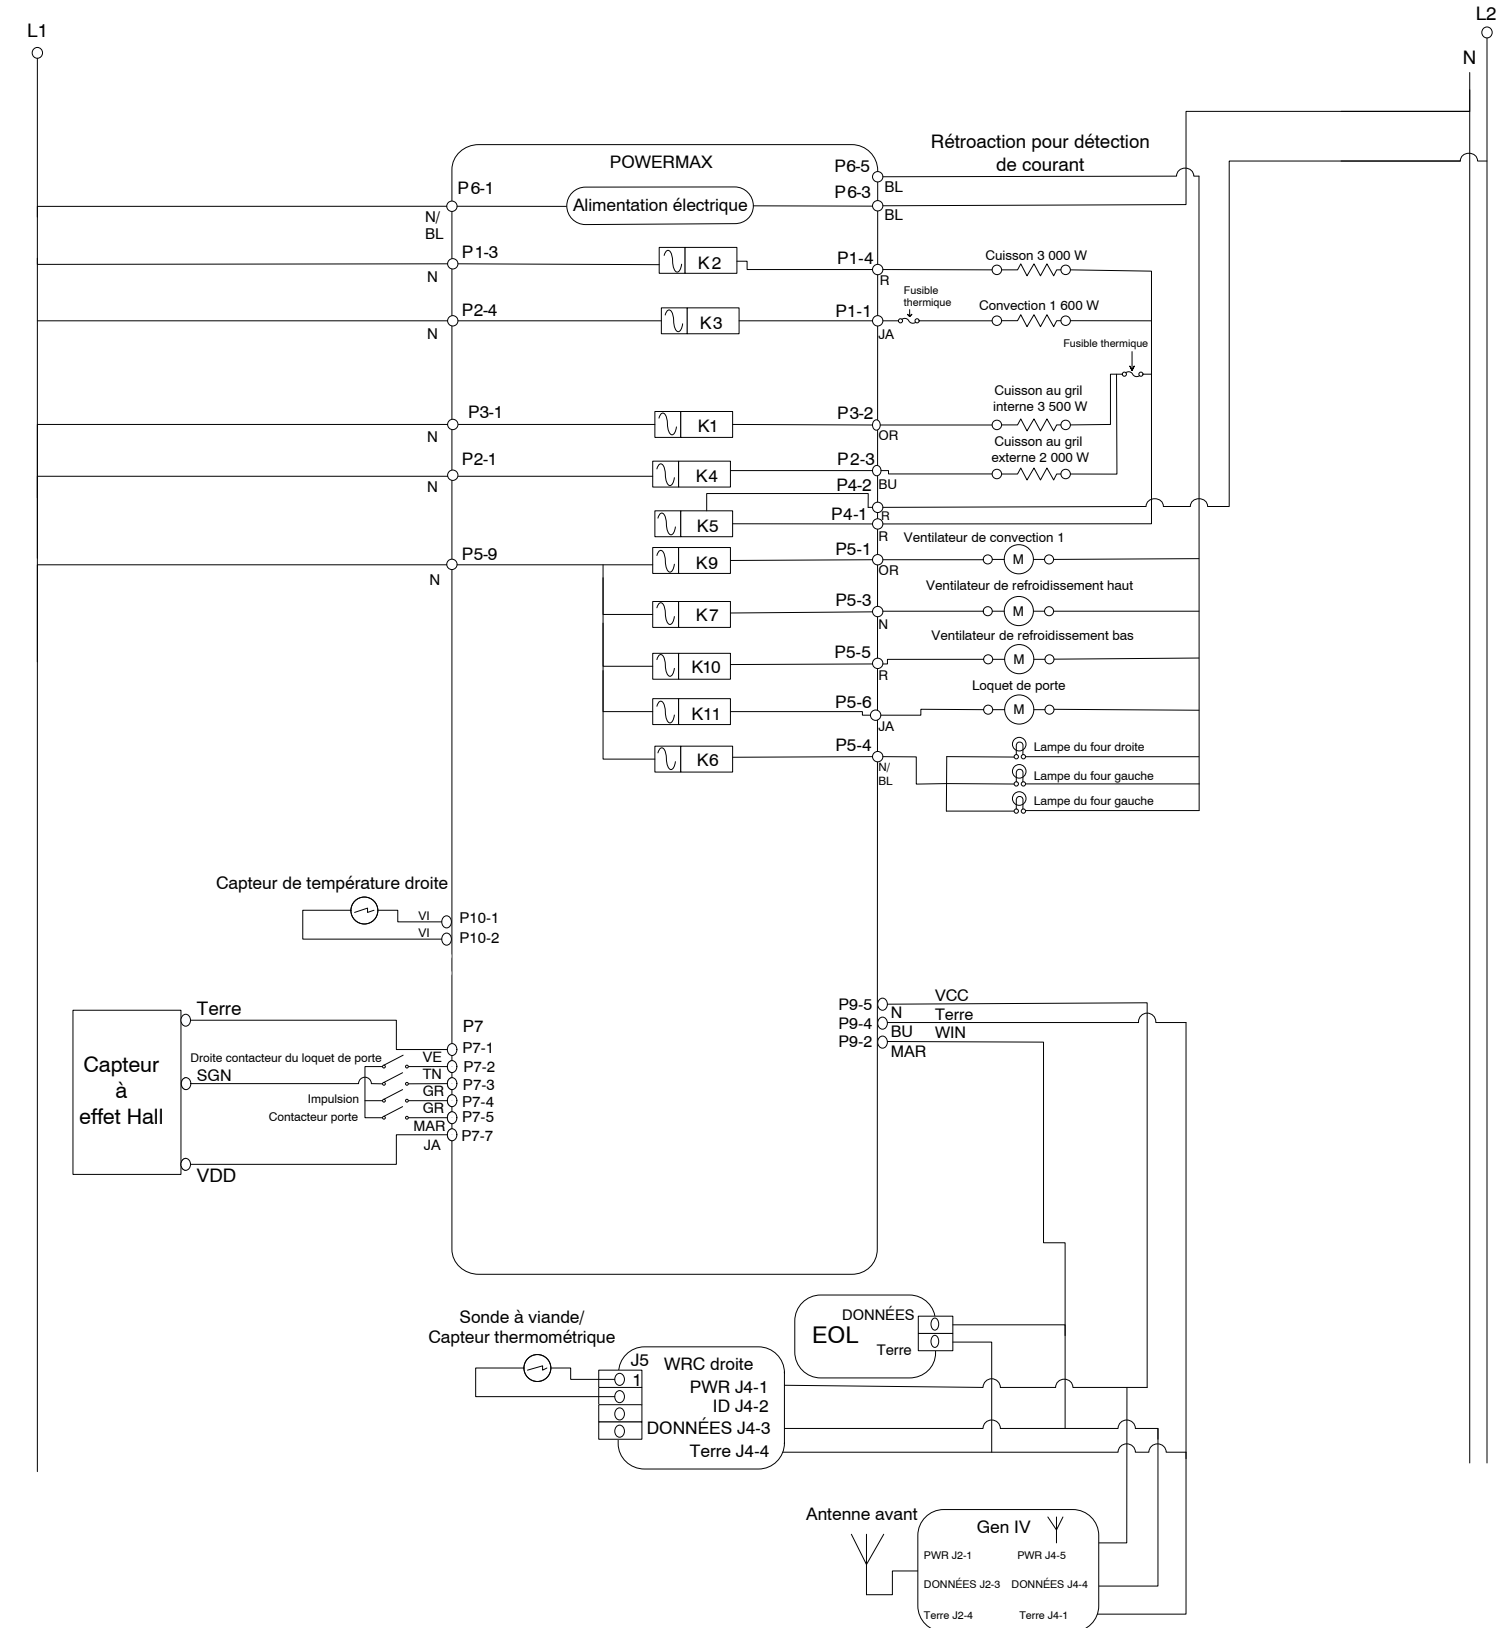 L1
L2
N
POWERMAX
Rétroaction pour détection
de courant
P6-5
BL
P6-1
N/
BL
Alimentation électrique
P6-3
BL
P1-3
N
K2
P1-4
R
Cuisson 3 000 W
P2-4
N
K3
P1-1
JA
Fusible
thermique
Convection 1 600 W
Fusible thermique
P3-1
N
K1
P3-2
OR
Cuisson au gril
interne 3 500 W
P2-1
N
K4
P2-3
BU
Cuisson au gril
externe 2 000 W
P4-2
R
K5
P4-1
R
P5-9
N
K9
P5-1
OR
Ventilateur de convection 1
M
K7
P5-3
N
Ventilateur de refroidissement haut
M
K10
P5-5
R
Ventilateur de refroidissement bas
M
K11
P5-6
JA
Loquet de porte
M
K6
P5-4
N/
BL
Lampe du four droite
Lampe du four gauche
Lampe du four gauche
Capteur de température droite
VI
P10-1
VI
P10-2
Capteur
à
effet Hall
Terre
SGN
VDD
Droite contacteur du loquet de porte
Impulsion
Contacteur porte
P7
P7-1
VE
P7-2
TN
P7-3
GR
P7-4
GR
P7-5
MAR
P7-7
JA
P9-5
N
VCC
P9-4
BU
Terre
P9-2
MAR
WIN
EOL
DONNÉES
Terre
Sonde à viande/
Capteur thermométrique
J5
1
WRC droite
PWR J4-1
ID J4-2
DONNÉES J4-3
Terre J4-4
Antenne avant
Gen IV
PWR J2-1 PWR J4-5
DONNÉES J2-3 DONNÉES J4-4
Terre J2-4 Terre J4-1